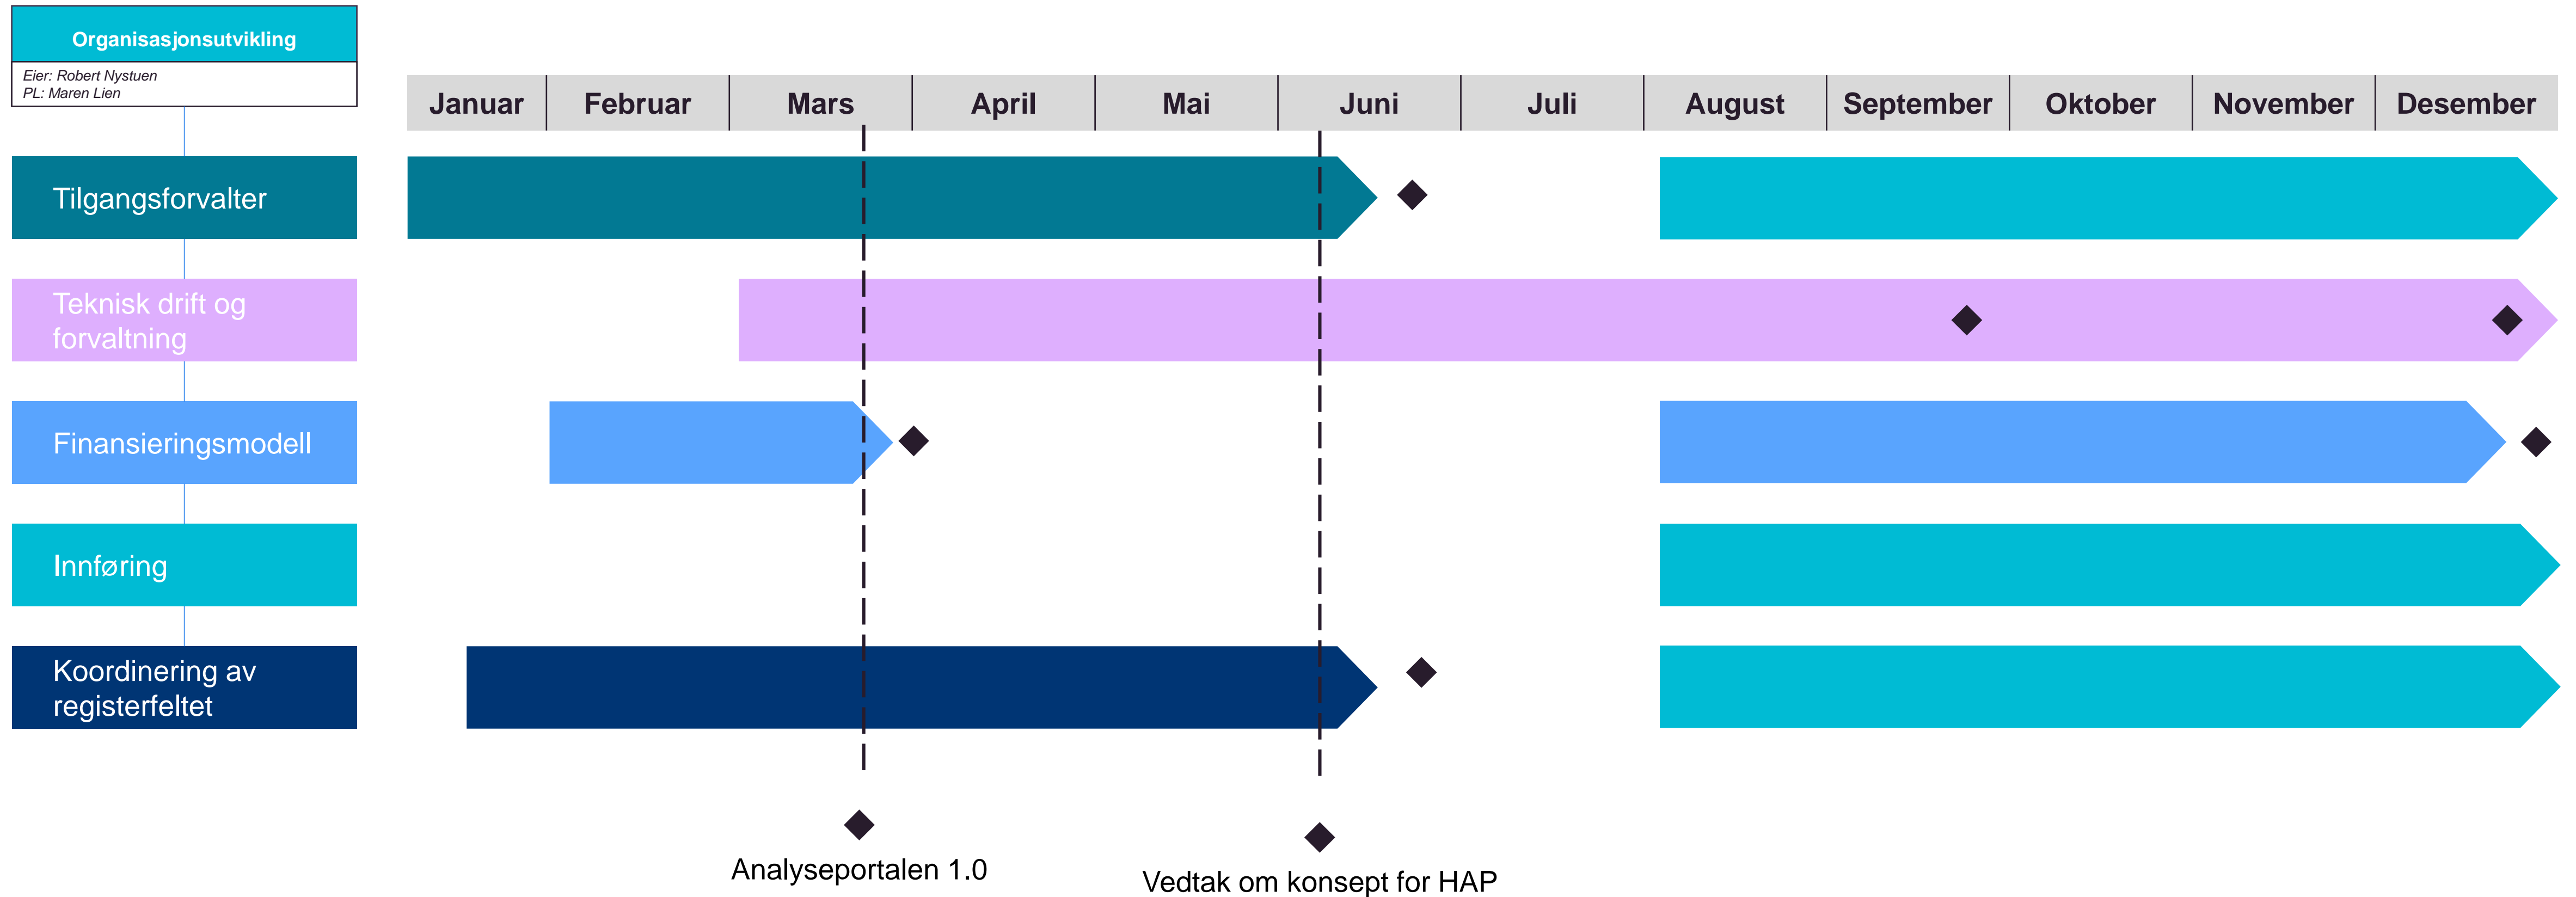 Organisasjonsutvikling
Eier: Robert Nystuen
PL: Maren Lien
Januar
Februar
Mars
April
Mai
Juni
Juli
August
September
Oktober
November
Desember
Tilgangsforvalter
Teknisk drift og
forvaltning
Finansieringsmodell
Innføring
Koordinering av
registerfeltet
Analyseportalen 1.0
Vedtak om konsept for HAP